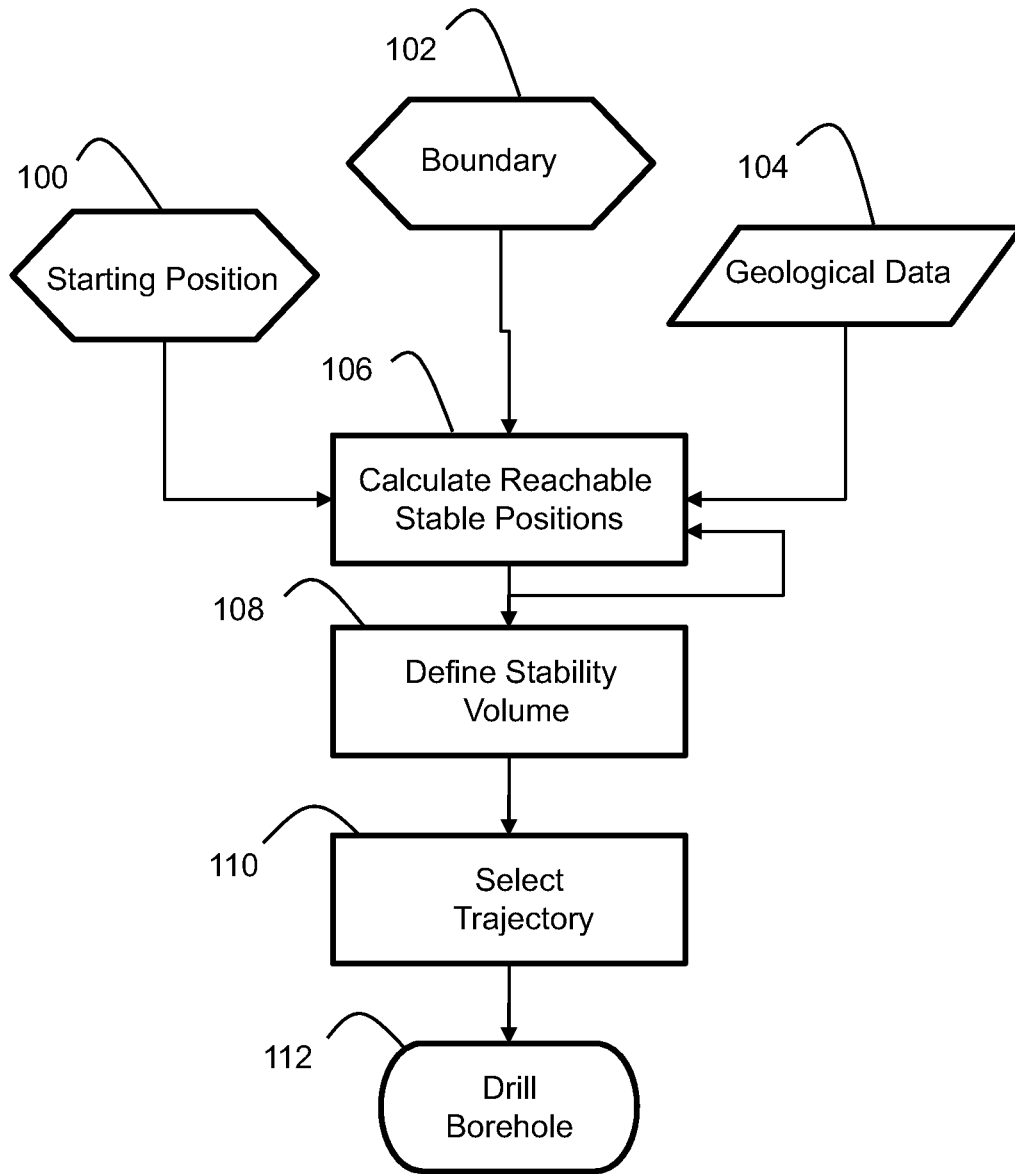 102
Boundary
104
100
Starting Position
Geological Data
106
Calculate Reachable
Stable Positions
108
Define Stability
Volume
110
Select
Trajectory
112
Drill
Borehole